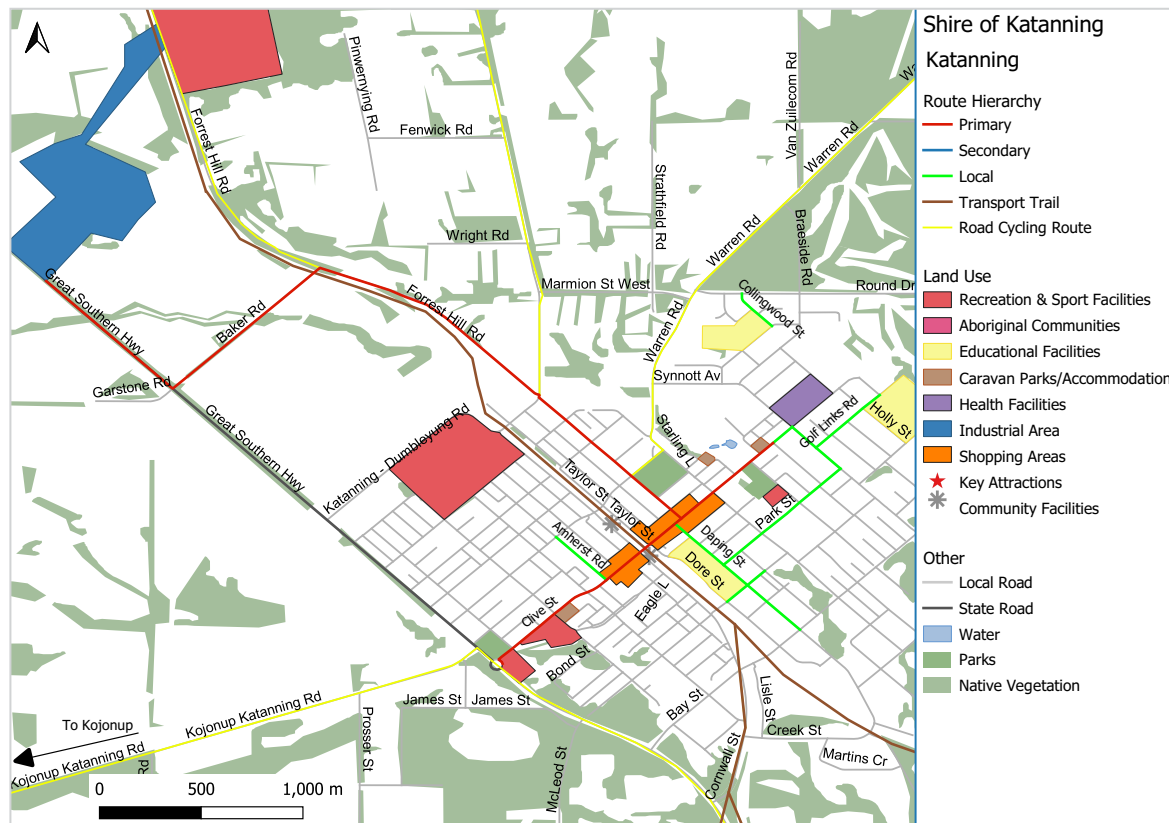 Shire of Katanning
Katanning
Route Hierarchy
Primary
Secondary
Local
Transport Trail
Road Cycling Route
Land Use
Recreation & Sport Facilities
Aboriginal Communities
Educational Facilities
Caravan Parks/Accommodation
Health Facilities
Industrial Area
Shopping Areas
Key Attractions
Community Facilities
Other
Local Road
State Road
Water
Parks
Native Vegetation
Pinwernying Rd
Fenwick Rd
Van Zuilecom Rd
Wa
Warren Rd
Forrest Hill Rd
Strathfield Rd
Wright Rd
Warren Rd
Braeside Rd
Marmion St West
Round Dr
Great Southern Hwy
Baker Rd
Forrest Hill Rd
Collingwood St
Warren Rd
Garstone Rd
Synnott Av
Great Southern Hwy
Katanning - Dumbleyung Rd
Starling L
Golf Links Rd
Holly St
Taylor St
Taylor St
Park St
Amherst Rd
Daping St
Dore St
Eagle L
Clive St
Bond St
James St
James St
Bay St
Lisle St
Creek St
Martins Cr
Kojonup Katanning Rd
To Kojonup
Kojonup Katanning Rd
Rd
Prosser St
McLeod St
Cornwall St
0 500 1,000 m